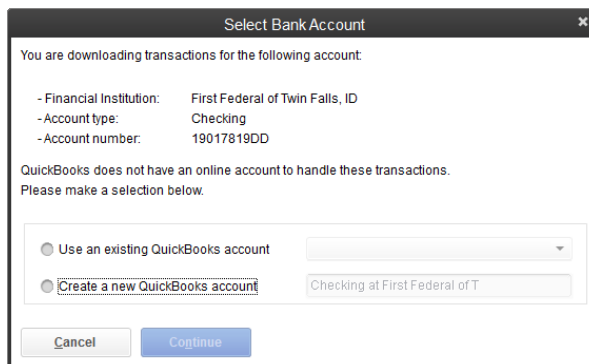 Select Bank Account
You are downloading transactions for the following account:
- Financial Institution: First Federal of Twin Falls, ID
- Account type: Checking
- Account number: 19017819DD
QuickBooks does not have an online account to handle these transactions.
Please make a selection below.
Use an existing QuickBooks account
Create a new QuickBooks account Checking at First Federal of T
Cancel Continue